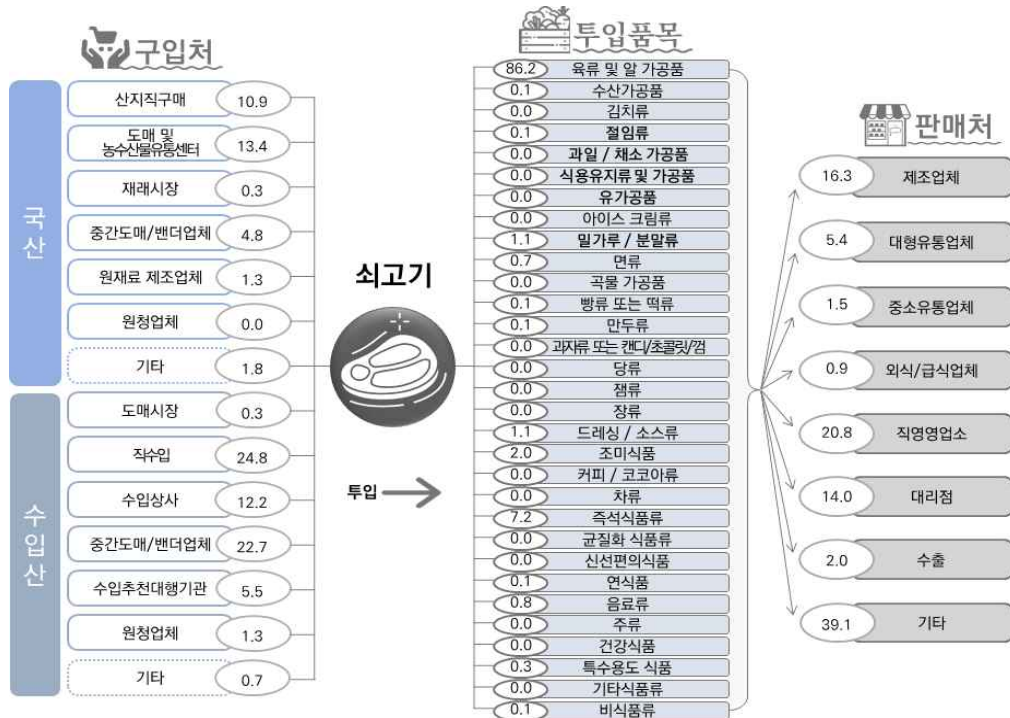 구입처
국산
산지직구매 10.9
도매 및
농수산물유통센터 13.4
재래시장 0.3
중간도매/밴더업체 4.8
원재료 제조업체 1.3
원청업체 0.0
기타 1.8
수입산
도매시장 0.3
직수입 24.8
수입상사 12.2
중간도매/밴더업체 22.7
수입추천대행기관 5.5
원청업체 1.3
기타 0.7
쇠고기
투입
투입품목
86.2 육류 및 알 가공품
0.1 수산가공품
0.0 김치류
0.1 절임류
0.0 과일 / 채소 가공품
0.0 식용유지류 및 가공품
0.0 유가공품
0.0 아이스 크림류
1.1 밀가루 / 분말류
0.7 면류
0.0 곡물 가공품
0.1 빵류 또는 떡류
0.1 만두류
0.0 과자류 또는 캔디/초콜릿/껌
0.0 당류
0.0 잼류
0.0 장류
1.1 드레싱 / 소스류
2.0 조미식품
0.0 커피 / 코코아류
0.0 차류
7.2 즉석식품류
0.0 균질화 식품류
0.0 신선편의식품
0.1 연식품
0.8 음료류
0.0 주류
0.0 건강식품
0.3 특수용도 식품
0.0 기타식품류
0.1 비식품류
판매처
16.3 제조업체
5.4 대형유통업체
1.5 중소유통업체
0.9 외식/급식업체
20.8 직영영업소
14.0 대리점
2.0 수출
39.1 기타